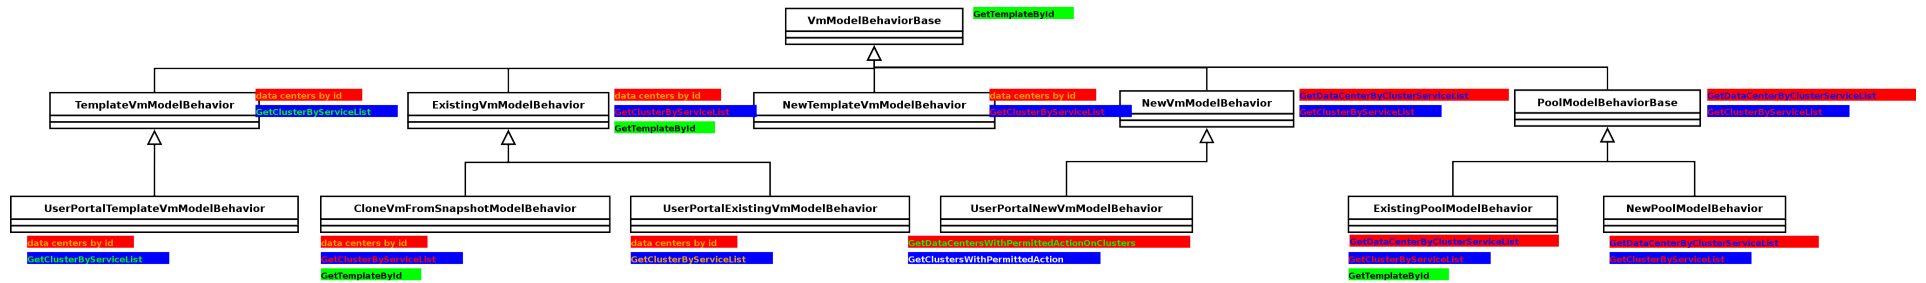 VmModelBehaviorBase
GetTemplateById
TemplateVmModelBehavior
data centers by id
GetClusterByServiceList
ExistingVmModelBehavior
data centers by id
GetClusterByServiceList
GetTemplateById
NewTemplateVmModelBehavior
data centers by id
GetClusterByServiceList
NewVmModelBehavior
GetDataCenterByClusterServiceList
GetClusterByServiceList
PoolModelBehaviorBase
GetDataCenterByClusterServiceList
GetClusterByServiceList
UserPortalTemplateVmModelBehavior
data centers by id
GetClusterByServiceList
CloneVmFromSnapshotModelBehavior
data centers by id
GetClusterByServiceList
GetTemplateById
UserPortalExistingVmModelBehavior
data centers by id
GetClusterByServiceList
UserPortalNewVmModelBehavior
GetDataCentersWithPermittedActionOnClusters
GetClustersWithPermittedAction
ExistingPoolModelBehavior
GetDataCenterByClusterServiceList
GetClusterByServiceList
GetTemplateById
NewPoolModelBehavior
GetDataCenterByClusterServiceList
GetClusterByServiceList